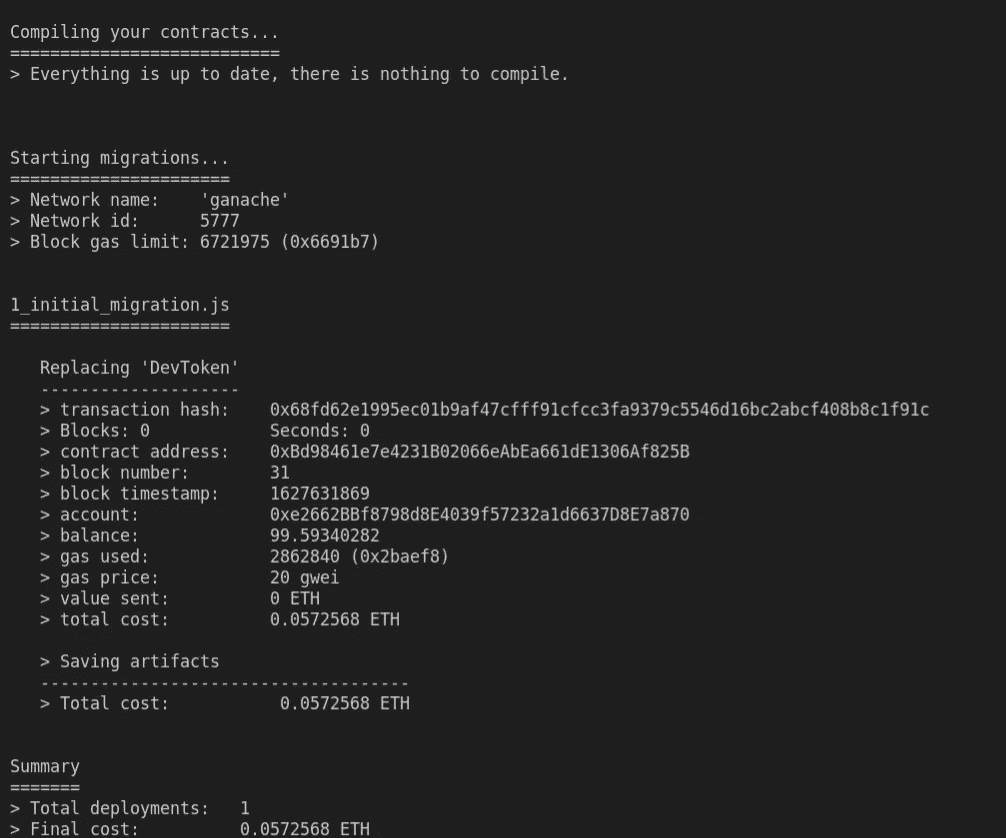 Compiling your contracts...
===========================
> Everything is up to date, there is nothing to compile.
Starting migrations...
======================
> Network name:    'ganache'
> Network id:      5777
> Block gas limit: 6721975 (0x6691b7)
1_initial_migration.js
======================
   Replacing 'DevToken'
   --------------------
   > transaction hash:    0x68fd62e1995ec01b9af47cfff91cfcc3fa9379c5546d16bc2abcf408b8c1f91c
   > Blocks: 0            Seconds: 0
   > contract address:    0xBd98461e7e4231B02066eAbEa661dE1306Af825B
   > block number:        31
   > block timestamp:     1627631869
   > account:             0xe2662BBf8798d8E4039f57232a1d6637D8E7a870
   > balance:             99.59340282
   > gas used:            2862840 (0x2baef8)
   > gas price:           20 gwei
   > value sent:          0 ETH
   > total cost:          0.0572568 ETH
   > Saving artifacts
   -------------------------------------
   > Total cost:           0.0572568 ETH
Summary
=======
> Total deployments:   1
> Final cost:          0.0572568 ETH